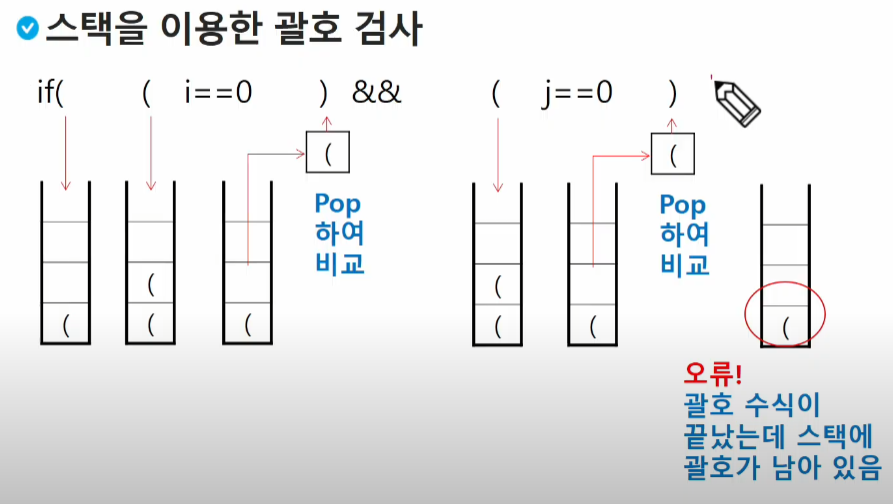 스택을 이용한 괄호 검사
if( ( i==0 ) && ( j==0 )
( (
Pop
하여
비교
Pop
하여
비교
( (
( ( ( ( ( (
오류!
괄호 수식이
끝났는데 스택에
괄호가 남아 있음